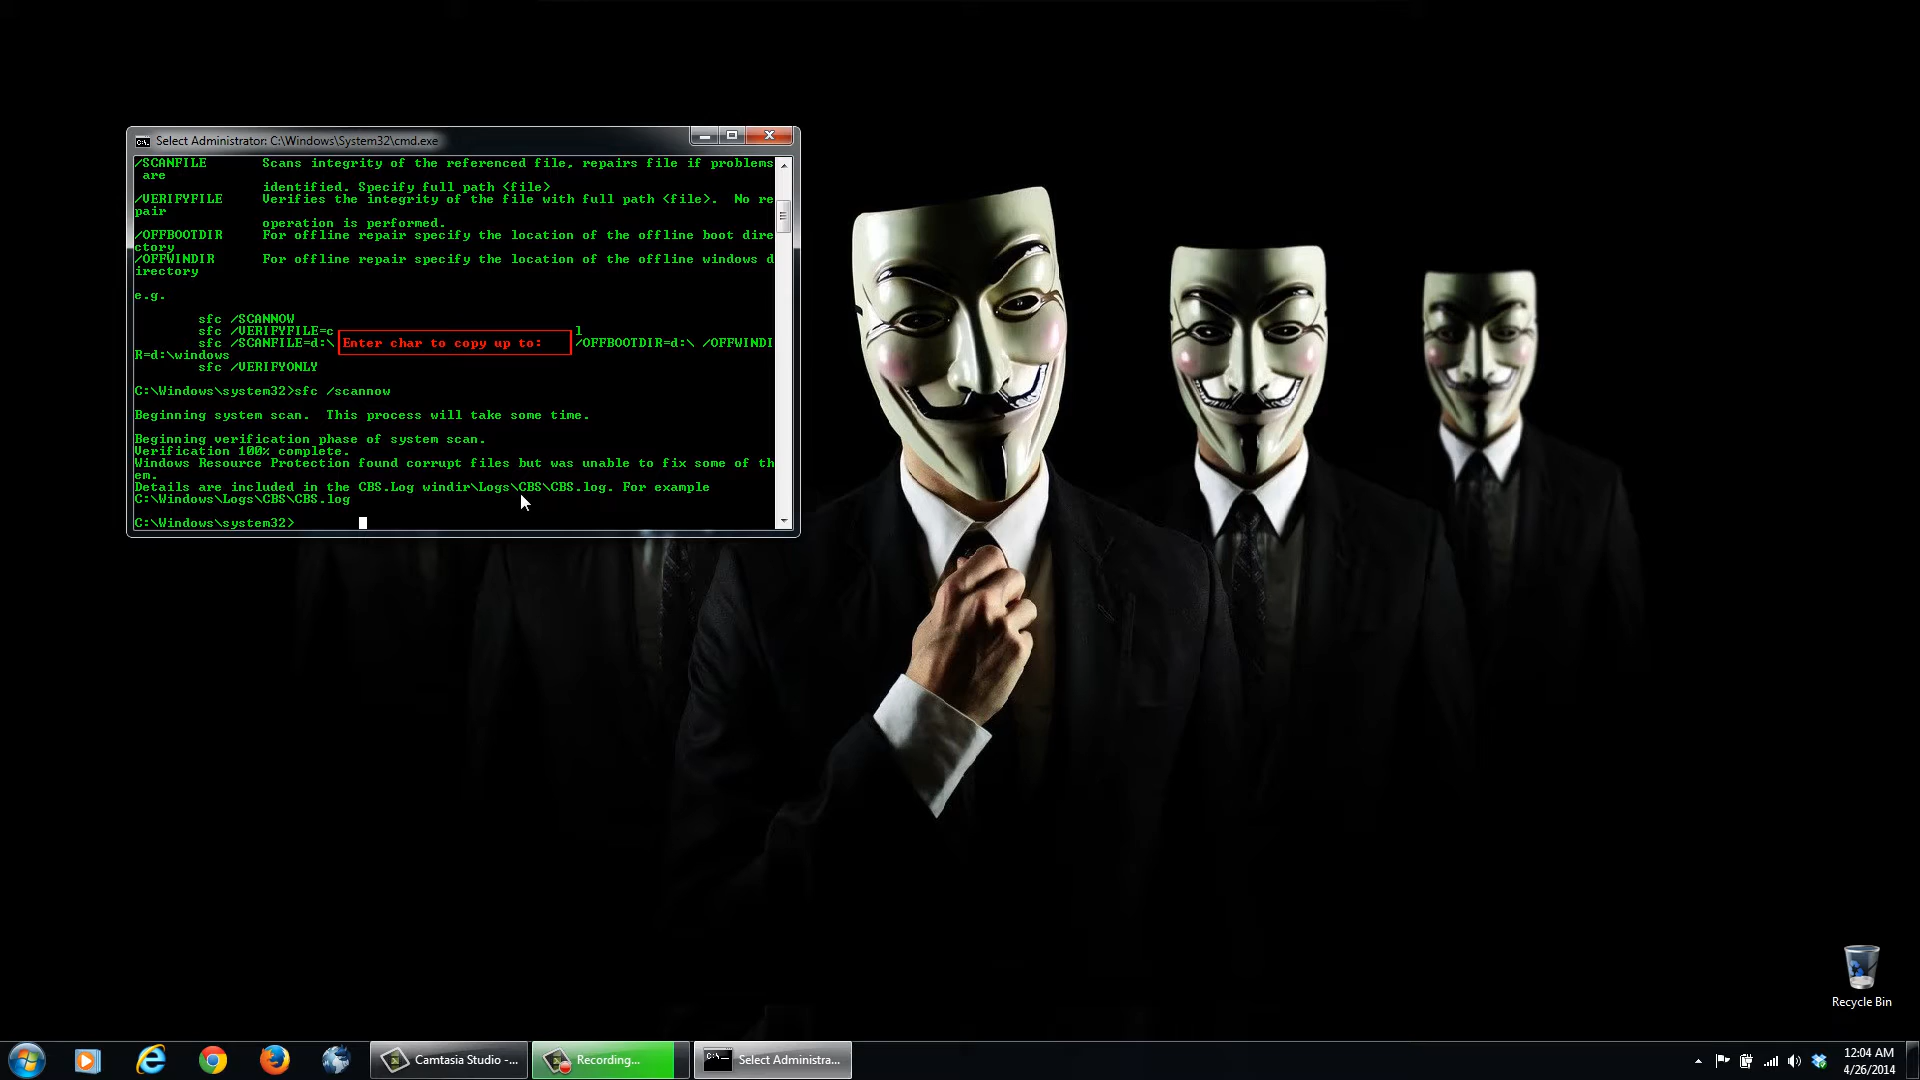 Select Administrator: C:\Windows\System32\cmd.exe
/SCANFILE Scans integrity of the referenced file, repairs file if problems
are
identified. Specify full path <file>
/VERIFYFILE Verifies the integrity of the file with full path <file>. No re
pair
operation is performed.
/OFFBOOTDIR For offline repair specify the location of the offline boot dire
ctory
/OFFWINDIR For offline repair specify the location of the offline windows d
irectory
e.g.
sfc /SCANNOW
sfc /VERIFYFILE=c l
sfc /SCANFILE=d:\ Enter char to copy up to: /OFFBOOTDIR=d:\ /OFFWINDI
R=d:\windows
sfc /VERIFYONLY
C:\Windows\system32>sfc /scannow
Beginning system scan. This process will take some time.
Beginning verification phase of system scan.
Verification 100% complete.
Windows Resource Protection found corrupt files but was unable to fix some of th
em.
Details are included in the CBS.Log windir\Logs\CBS\CBS.log. For example
C:\Windows\Logs\CBS\CBS.log
C:\Windows\system32>
Recycle Bin
Camtasia Studio -...
Recording...
Select Administra...
12:04 AM
4/26/2014